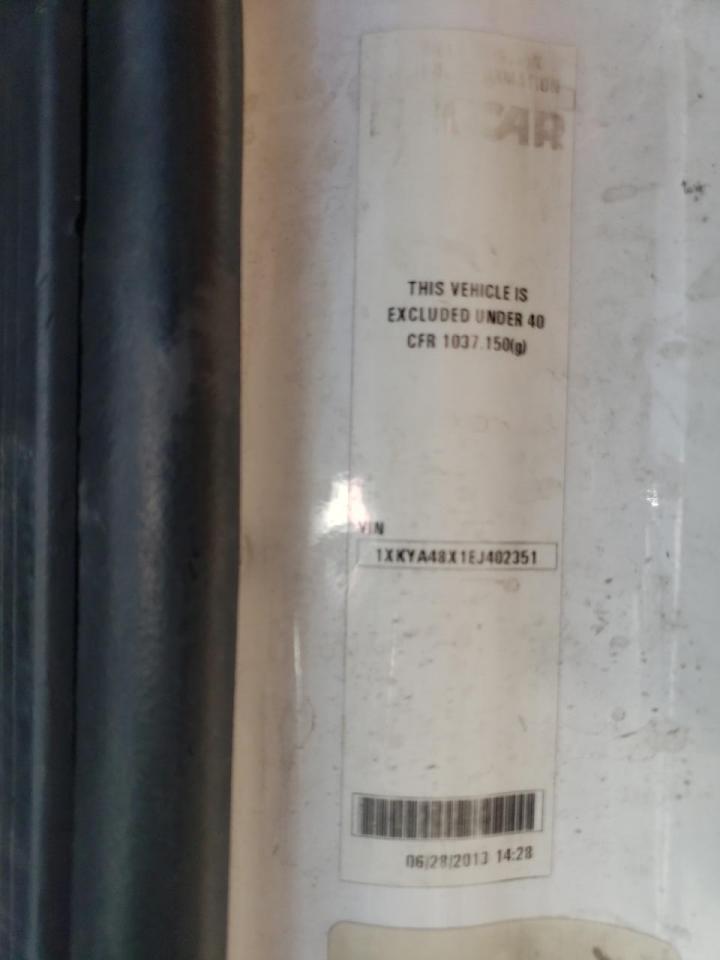 THIS VEHICLE IS
EXCLUDED UNDER 40
CFR 1037.150(g)
VIN
1XKYA48X1EJ402351
06/28/2013 14:28